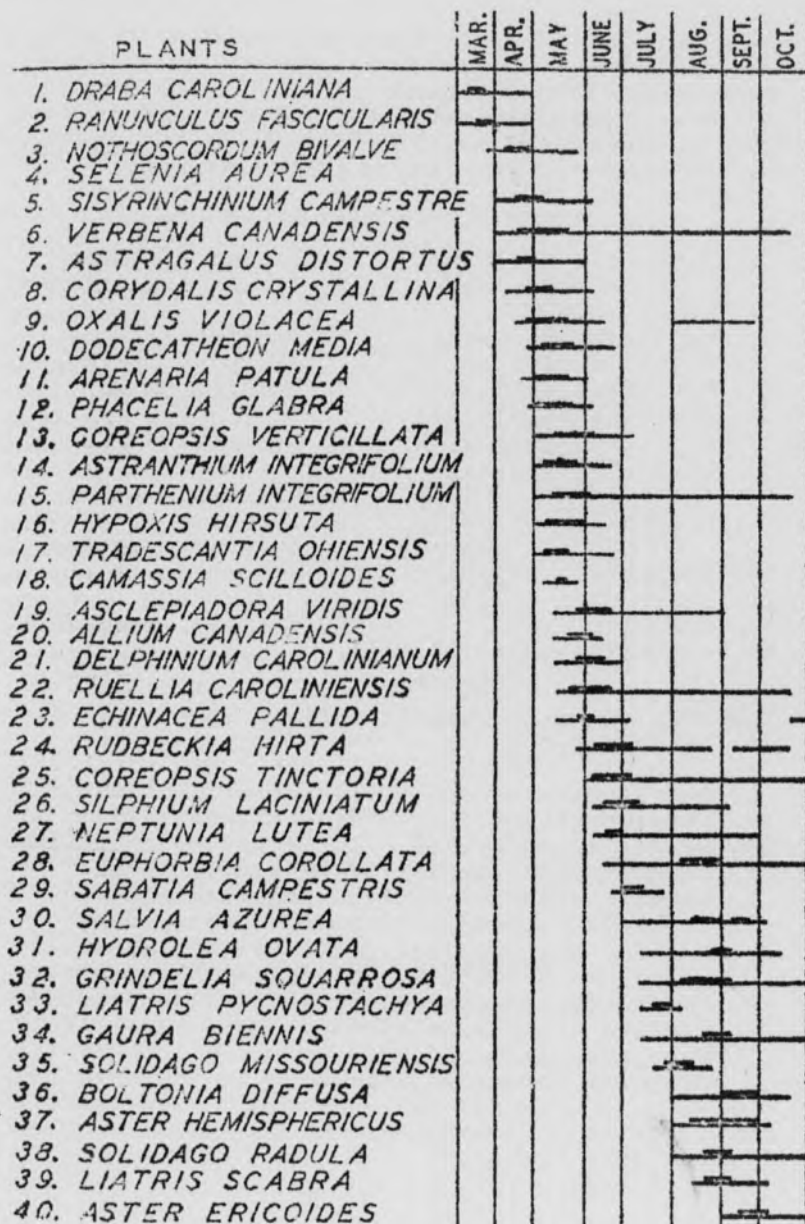 PLANTS MAR. APR. MAY JUNE JULY AUG. SEPT. OCT.
1. DRABA CAROLINIANA
2. RANUNCULUS FASCICULARIS
3. NOTHOSCORDUM BIVALVE
4. SELENIA AUREA
5. SISYRINCHINIUM CAMPESTRE
6. VERBENA CANADENSIS
7. ASTRAGALUS DISTORTUS
8. CORYDALIS CRYSTALLINA
9. OXALIS VIOLACEA
10. DODECATHEON MEDIA
11. ARENARIA PATULA
12. PHACELIA GLABRA
13. COREOPSIS VERTICILLATA
14. ASTRANTHIUM INTEGRIFOLIUM
15. PARTHENIUM INTEGRIFOLIUM
16. HYPOXIS HIRSUTA
17. TRADESCANTIA OHIENSIS
18. CAMASSIA SCILLOIDES
19. ASCLEPIADORA VIRIDIS
20. ALLIUM CANADENSIS
21. DELPHINIUM CAROLINIANUM
22. RUELLIA CAROLINIENSIS
23. ECHINACEA PALLIDA
24. RUDBECKIA HIRTA
25. COREOPSIS TINCTORIA
26. SILPHIUM LACINIATUM
27. NEPTUNIA LUTEA
28. EUPHORBIA COROLLATA
29. SABATIA CAMPESTRIS
30. SALVIA AZUREA
31. HYDROLEA OVATA
32. GRINDELIA SQUARROSA
33. LIATRIS PYCNOSTACHYA
34. GAURA BIENNIS
35. SOLIDAGO MISSOURIENSIS
36. BOLTONIA DIFFUSA
37. ASTER HEMISPHERICUS
38. SOLIDAGO RADULA
39. LIATRIS SCABRA
40. ASTER ERICOIDES